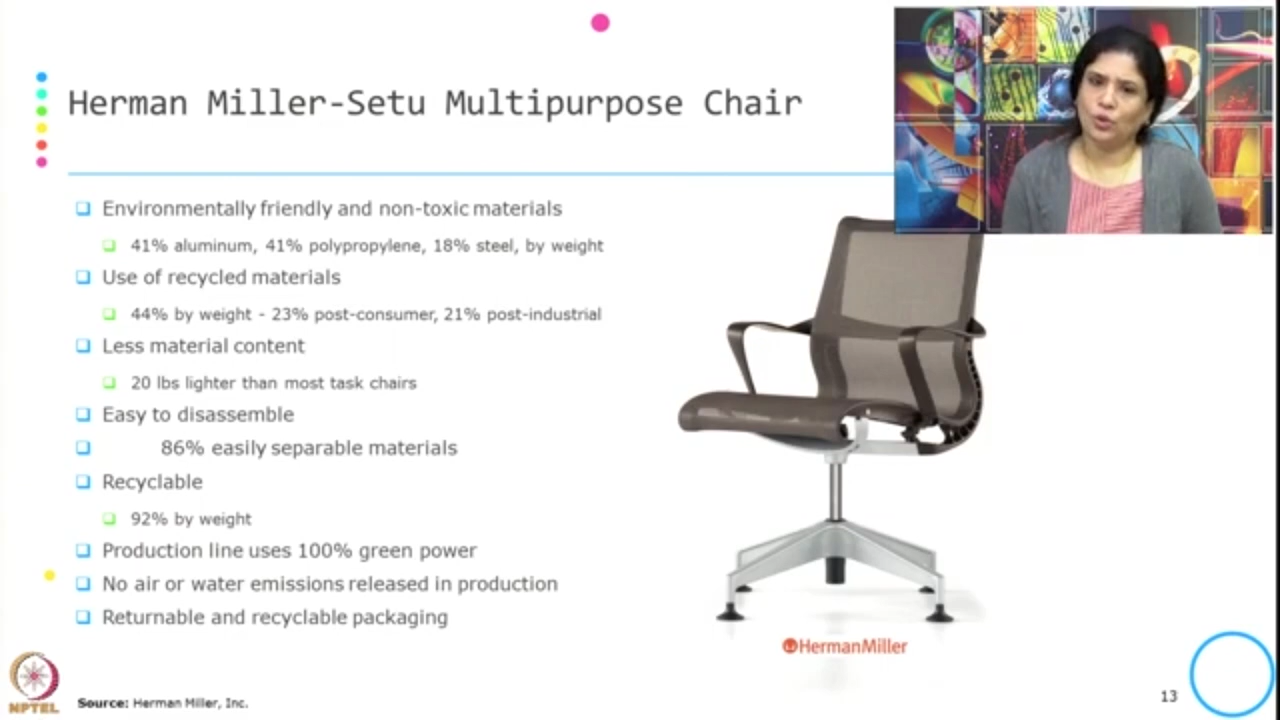 Herman Miller-Setu Multipurpose Chair
Environmentally friendly and non-toxic materials
41% aluminum, 41% polypropylene, 18% steel, by weight
Use of recycled materials
44% by weight - 23% post-consumer, 21% post-industrial
Less material content
20 lbs lighter than most task chairs
Easy to disassemble
86% easily separable materials
Recyclable
92% by weight
Production line uses 100% green power
No air or water emissions released in production
Returnable and recyclable packaging
HermanMiller
NPTEL
Source: Herman Miller, Inc.
13